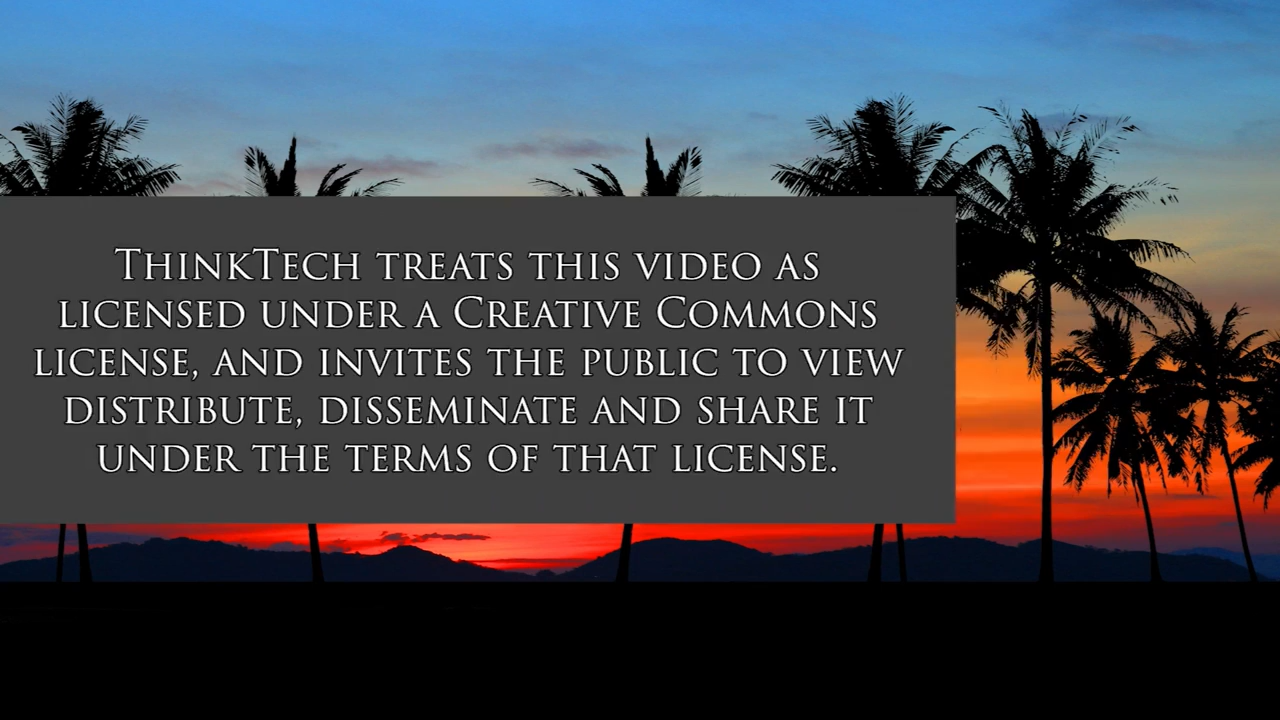 ThinkTech treats this video as
licensed under a Creative Commons
license, and invites the public to view
distribute, disseminate and share it
under the terms of that license.